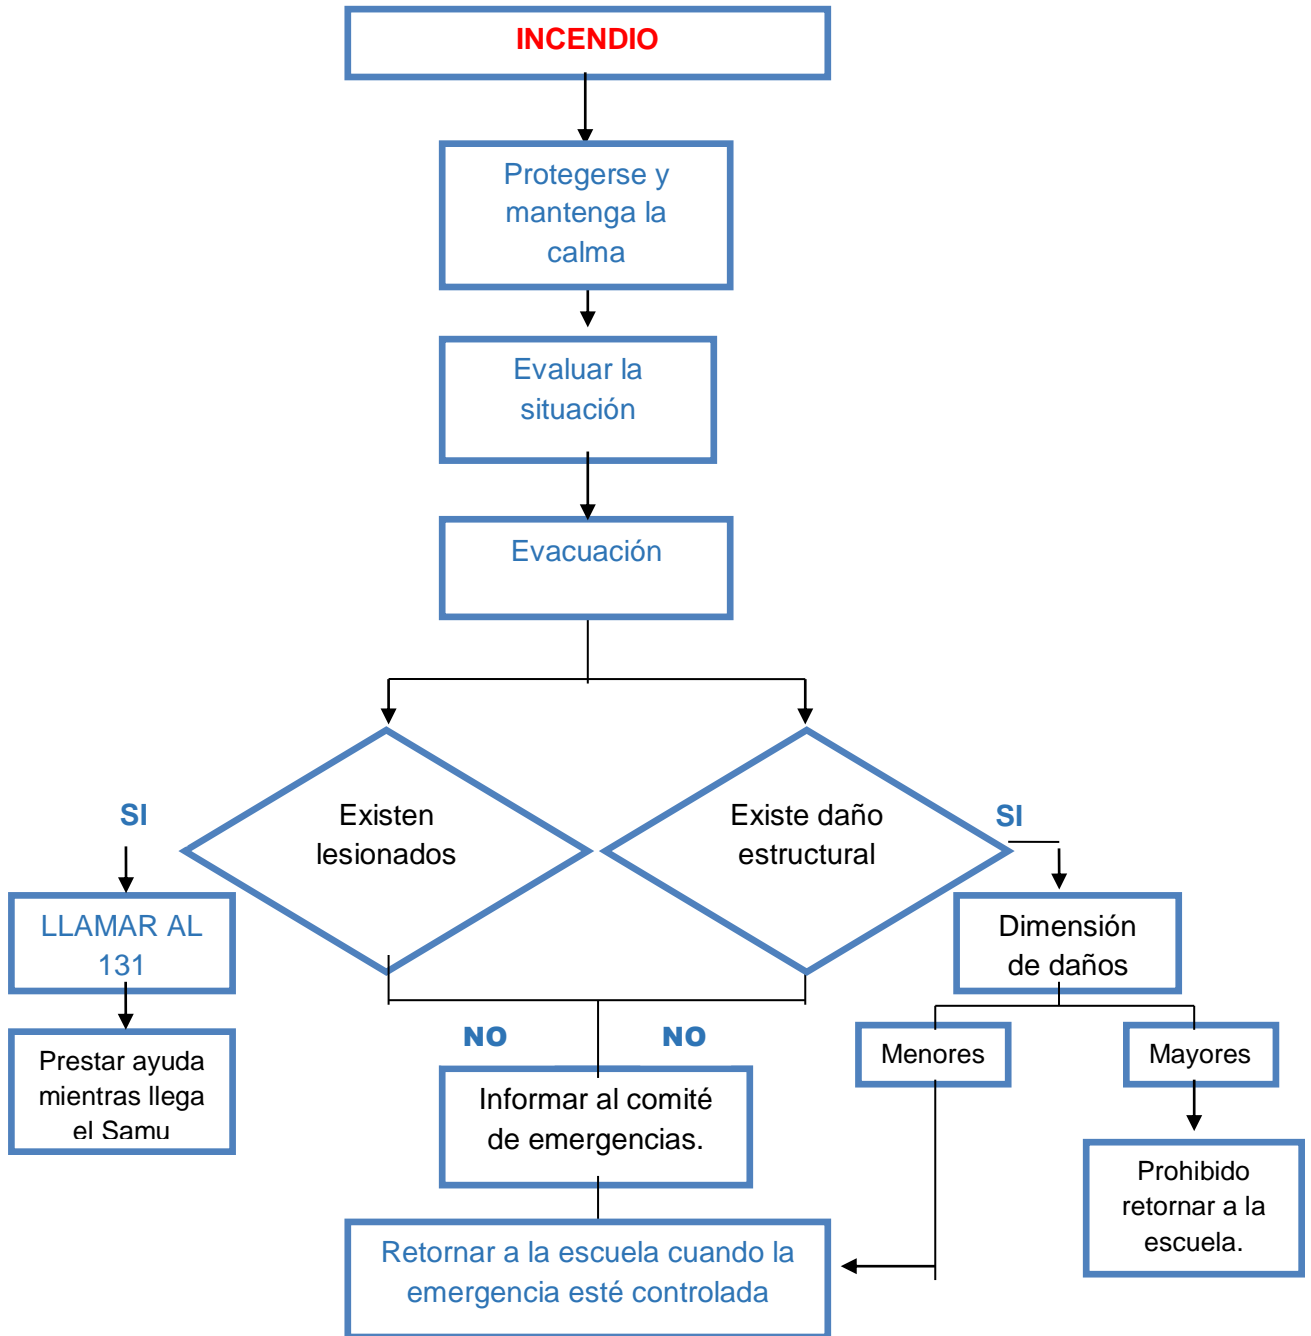 INCENDIO
Protegerse y
mantenga la
calma
Evaluar la
situación
Evacuación
SI
Existen
lesionados
Existe daño
estructural
SI
LLAMAR AL
131
Dimensión
de daños
Prestar ayuda
mientras llega
el Samu
NO
NO
Menores
Mayores
Informar al comité
de emergencias.
Prohibido
retornar a la
escuela.
Retornar a la escuela cuando la
emergencia esté controlada